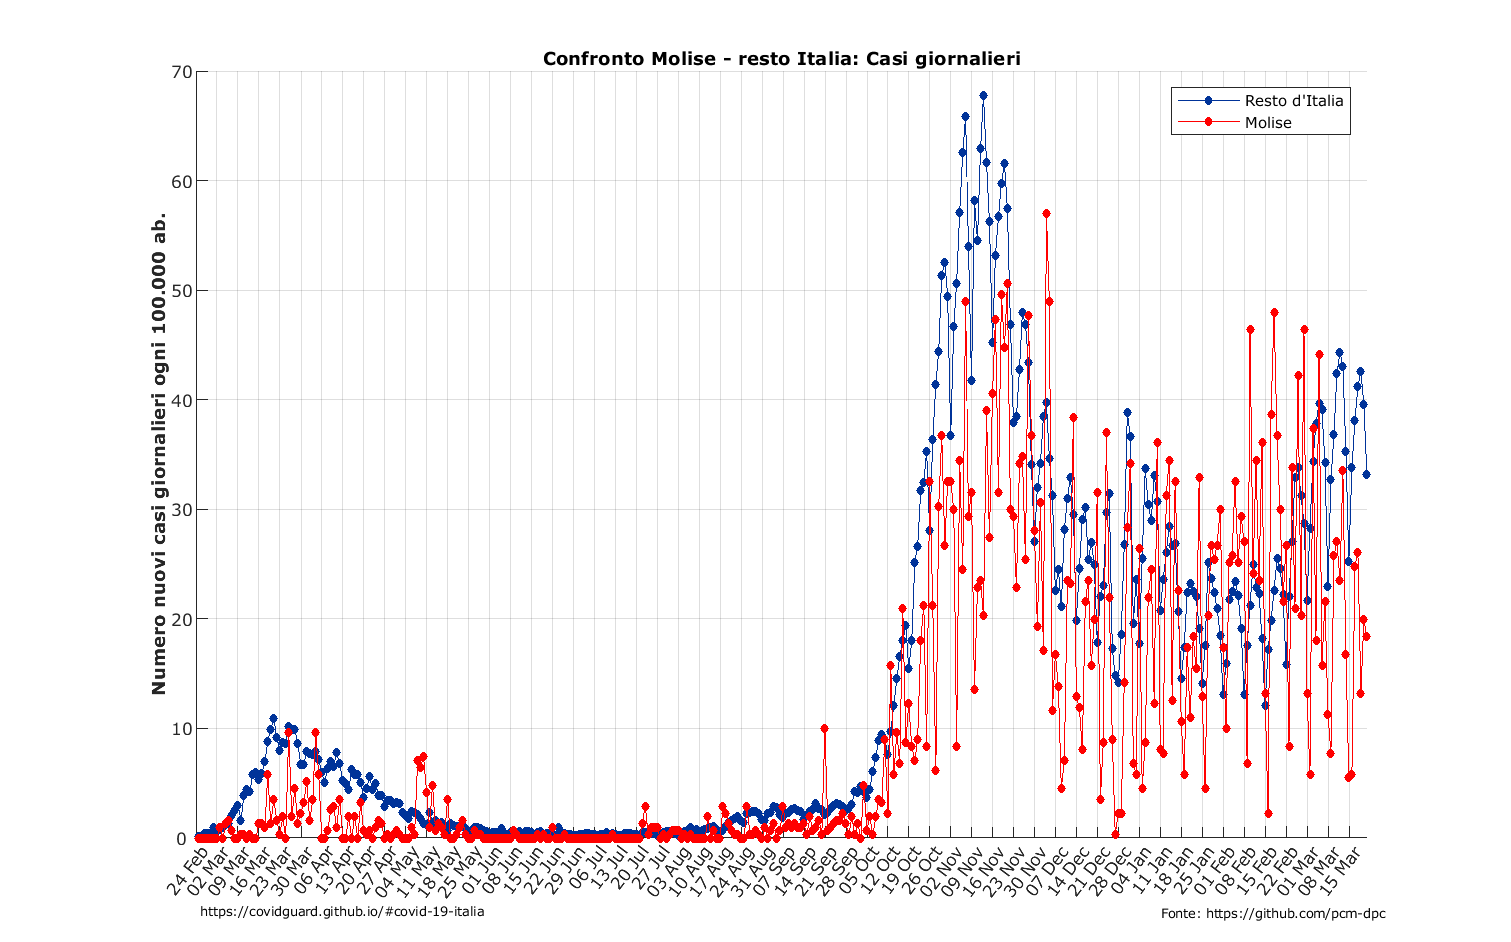 Confronto Molise - resto Italia: Casi giornalieri
Resto d'Italia
Molise
Numero nuovi casi giornalieri ogni 100.000 ab.
70
60
50
40
30
20
10
0
24 Feb
02 Mar
09 Mar
16 Mar
23 Mar
30 Mar
06 Apr
13 Apr
20 Apr
27 Apr
04 May
11 May
18 May
25 May
01 Jun
08 Jun
15 Jun
22 Jun
29 Jun
06 Jul
13 Jul
20 Jul
27 Jul
03 Aug
10 Aug
17 Aug
24 Aug
31 Aug
07 Sep
14 Sep
21 Sep
28 Sep
05 Oct
12 Oct
19 Oct
26 Oct
02 Nov
09 Nov
16 Nov
23 Nov
30 Nov
07 Dec
14 Dec
21 Dec
28 Dec
04 Jan
11 Jan
18 Jan
25 Jan
01 Feb
08 Feb
15 Feb
22 Feb
01 Mar
08 Mar
15 Mar
https://covidguard.github.io/#covid-19-italia
Fonte: https://github.com/pcm-dpc